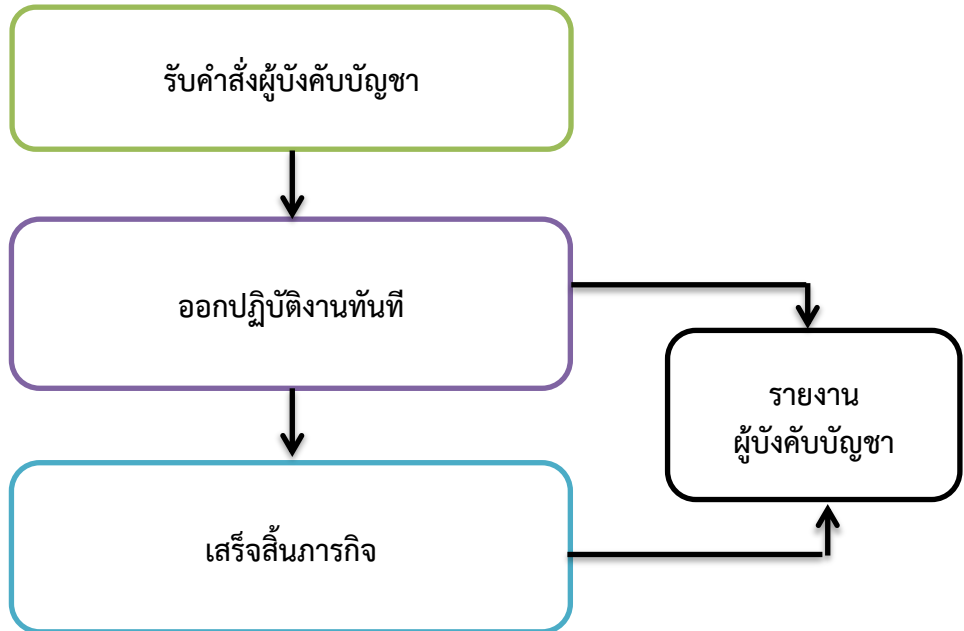 รับคำสั่งผู้บังคับบัญชา
ออกปฏิบัติงานทันที
รายงาน
ผู้บังคับบัญชา
เสร็จสิ้นภารกิจ